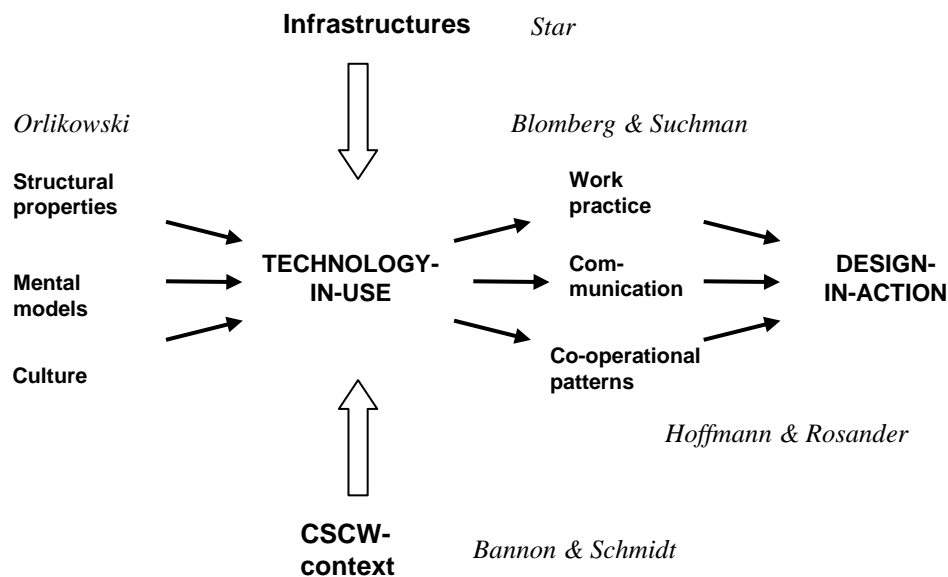 Infrastructures
Star
Orlikowski
Blomberg & Suchman
Structural
properties
Work
practice
TECHNOLOGY-
IN-USE
Mental
models
Com-
munication
DESIGN-
IN-ACTION
Culture
Co-operational
patterns
Hoffmann & Rosander
CSCW-
context
Bannon & Schmidt